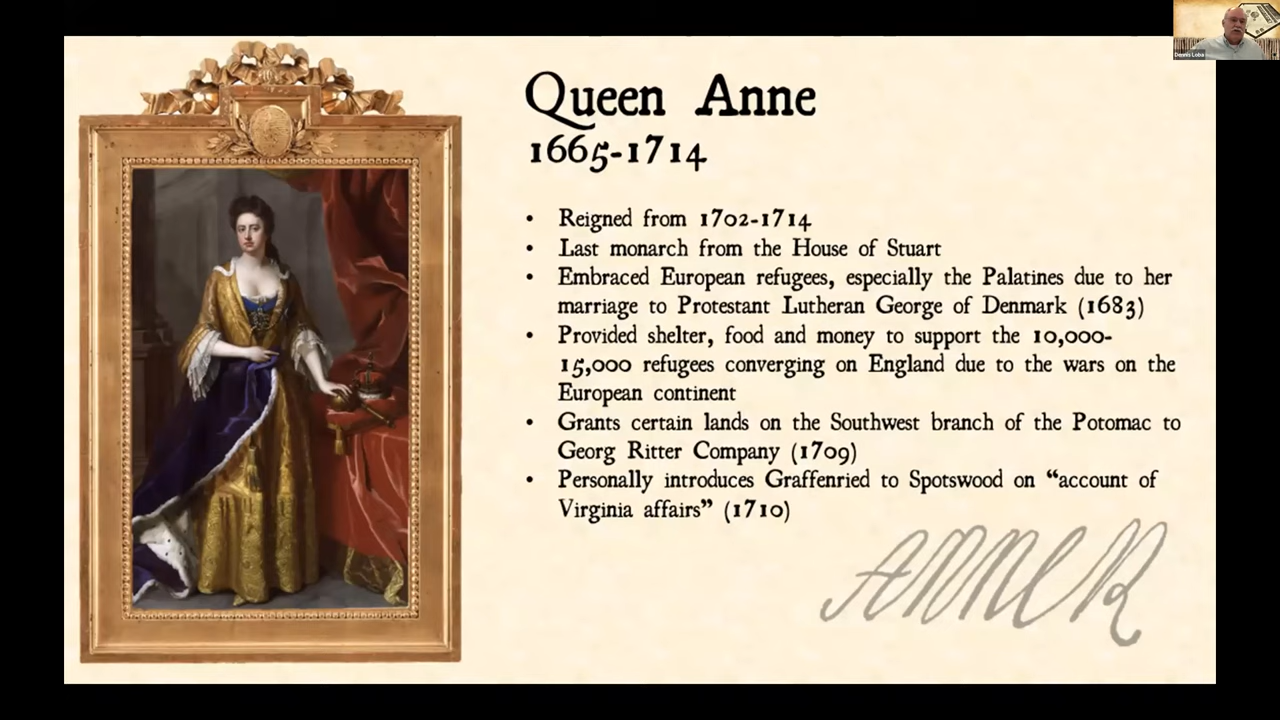 Dennis Loba
Queen Anne
1665-1714
• Reigned from 1702-1714
• Last monarch from the House of Stuart
• Embraced European refugees, especially the Palatines due to her
marriage to Protestant Lutheran George of Denmark (1683)
• Provided shelter, food and money to support the 10,000-
15,000 refugees converging on England due to the wars on the
European continent
• Grants certain lands on the Southwest branch of the Potomac to
Georg Ritter Company (1709)
• Personally introduces Graffenried to Spotswood on “account of
Virginia affairs” (1710)
ANNE R